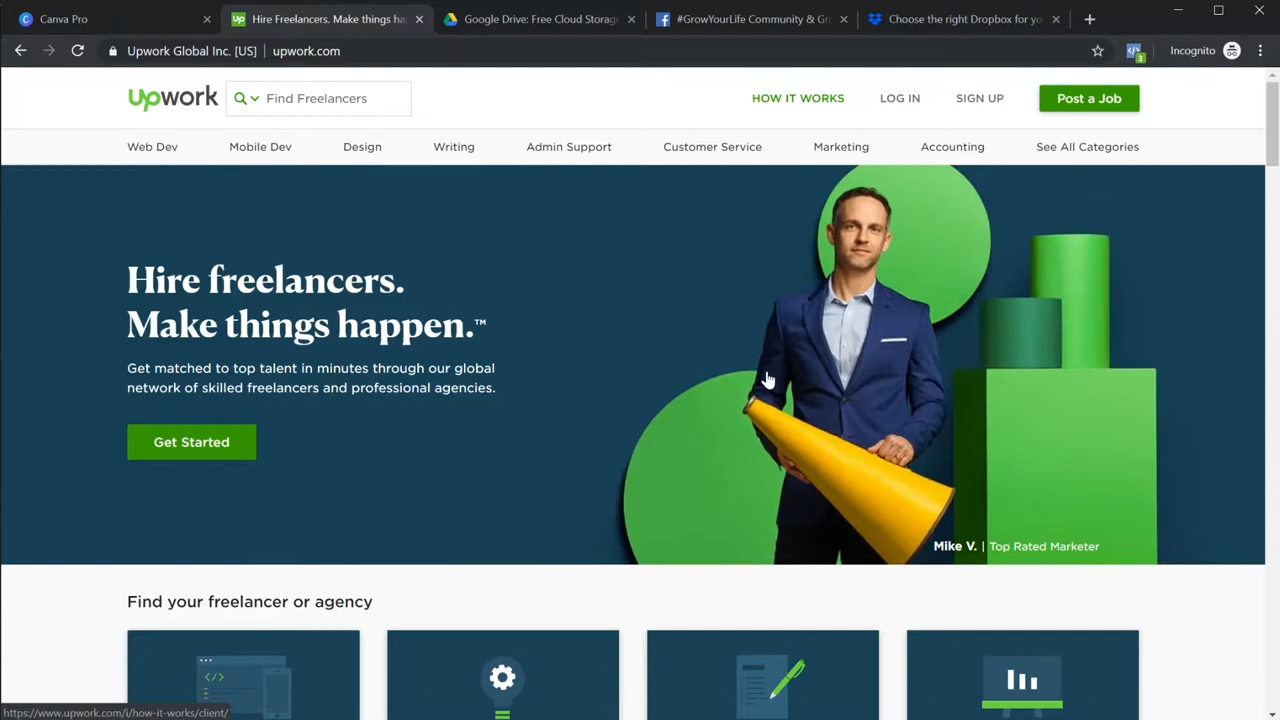 Canva Pro
Hire Freelancers. Make things ha
Google Drive: Free Cloud Storag
#GrowYourLife Community & Gr
Choose the right Dropbox for yo
Upwork Global Inc. [US] | upwork.com
3
Incognito
upwork
Find Freelancers
HOW IT WORKS
LOG IN
SIGN UP
Post a Job
Web Dev
Mobile Dev
Design
Writing
Admin Support
Customer Service
Marketing
Accounting
See All Categories
Hire freelancers.
Make things happen.™
Get matched to top talent in minutes through our global
network of skilled freelancers and professional agencies.
Get Started
Mike V. | Top Rated Marketer
Find your freelancer or agency
</>
https://www.upwork.com/i/how-it-works/client/